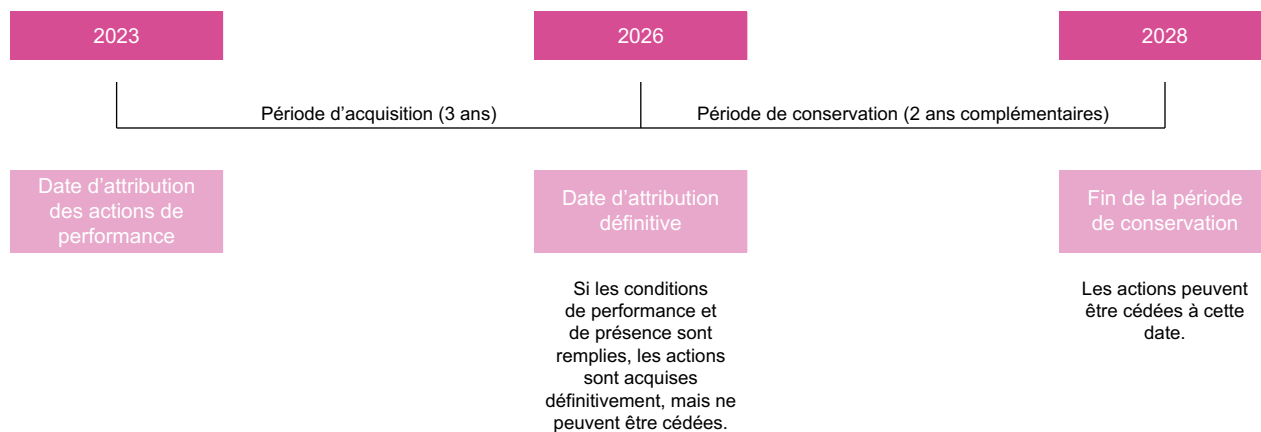 2023
2026
2028
Période d’acquisition (3 ans)
Période de conservation (2 ans complémentaires)
Date d’attribution
des actions de
performance
Date d’attribution
définitive
Fin de la période
de conservation
Si les conditions
de performance et
de présence sont
remplies, les actions
sont acquises
définitivement, mais ne
peuvent être cédées.
Les actions peuvent
être cédées à cette
date.